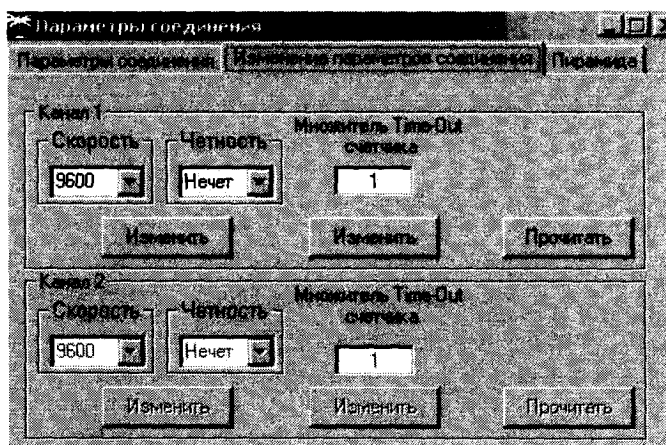 Параметры соединения
Параметры соединения Изменение параметров соединения Пирамида
Канал 1
Скорость Четность Множитель Time-Out счетчика
9600 Нечет 1
Изменить Изменить Прочитать
Канал 2
Скорость Четность Множитель Time-Out счетчика
9600 Нечет 1
Изменить Изменить Прочитать